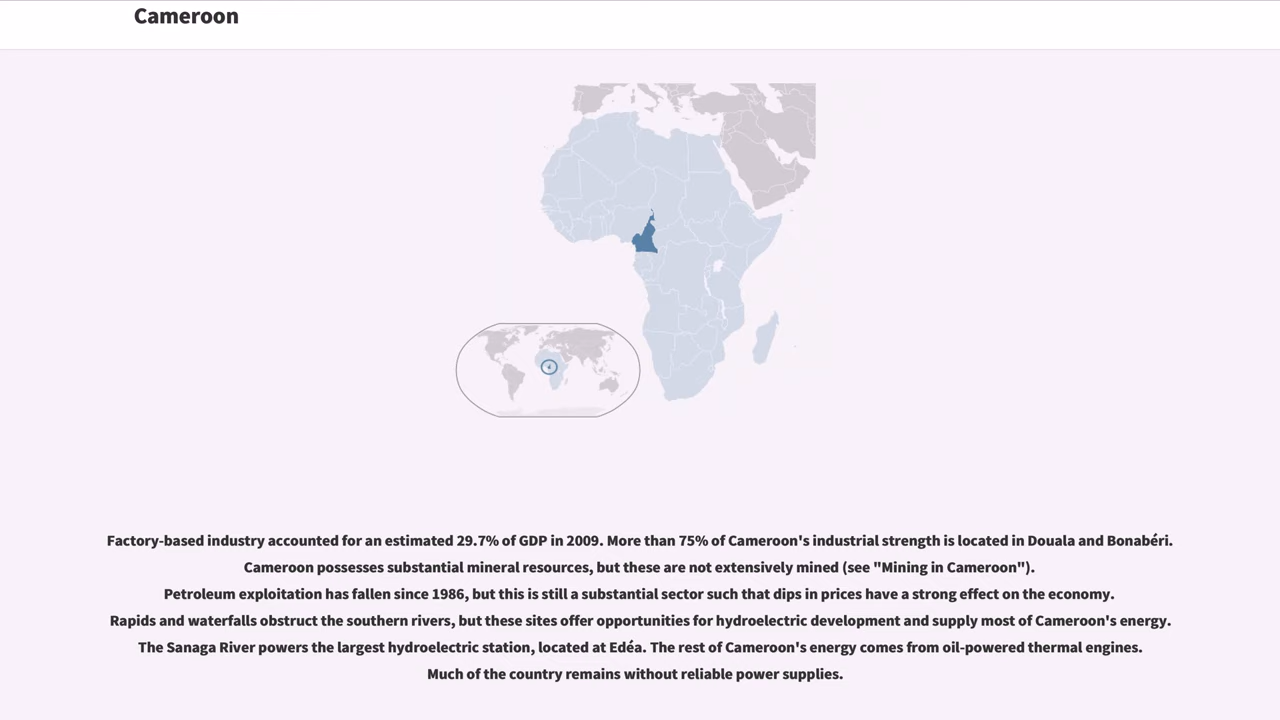 Cameroon
Factory-based industry accounted for an estimated 29.7% of GDP in 2009. More than 75% of Cameroon's industrial strength is located in Douala and Bonabéri.
Cameroon possesses substantial mineral resources, but these are not extensively mined (see "Mining in Cameroon").
Petroleum exploitation has fallen since 1986, but this is still a substantial sector such that dips in prices have a strong effect on the economy.
Rapids and waterfalls obstruct the southern rivers, but these sites offer opportunities for hydroelectric development and supply most of Cameroon's energy.
The Sanaga River powers the largest hydroelectric station, located at Edéa. The rest of Cameroon's energy comes from oil-powered thermal engines.
Much of the country remains without reliable power supplies.